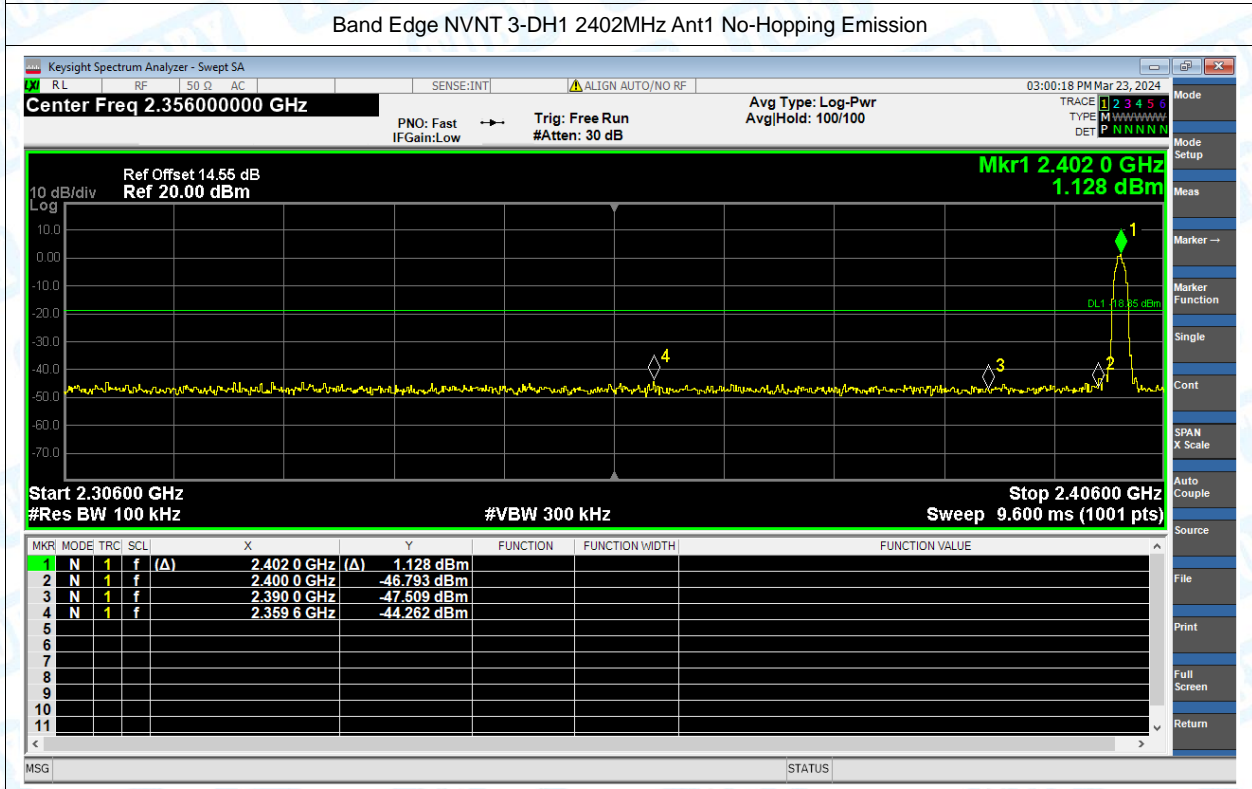 Band Edge NVNT 3-DH1 2402MHz Ant1 No-Hopping Emission
Keysight Spectrum Analyzer - Swept SA
LXI RL RF 50 Ω AC SENSE:INT ALIGN AUTO/NO RF 03:00:18 PM Mar 23, 2024
Center Freq 2.356000000 GHz
PNO: Fast
IFGain:Low
Trig: Free Run
#Atten: 30 dB
Avg Type: Log-Pwr
Avg|Hold: 100/100
TRACE 1 2 3 4 5 6
TYPE M WWWWW
DET P N N N N N
Ref Offset 14.55 dB
10 dB/div Ref 20.00 dBm
Log
Mkr1 2.402 0 GHz
1.128 dBm
10.0
0.00
-10.0
-20.0
-30.0
-40.0
-50.0
-60.0
-70.0
1
DL1 -18.85 dBm
4
3
2
Start 2.30600 GHz Stop 2.40600 GHz
#Res BW 100 kHz #VBW 300 kHz Sweep 9.600 ms (1001 pts)
MKR MODE TRC SCL X Y FUNCTION FUNCTION WIDTH FUNCTION VALUE
1 N 1 f (Δ) 2.402 0 GHz (Δ) 1.128 dBm
2 N 1 f 2.400 0 GHz -46.793 dBm
3 N 1 f 2.390 0 GHz -47.509 dBm
4 N 1 f 2.359 6 GHz -44.262 dBm
5
6
7
8
9
10
11
MSG STATUS
Mode
Mode
Setup
Meas
Marker →
Marker
Function
Single
Cont
SPAN
X Scale
Auto
Couple
Source
File
Print
Full
Screen
Return